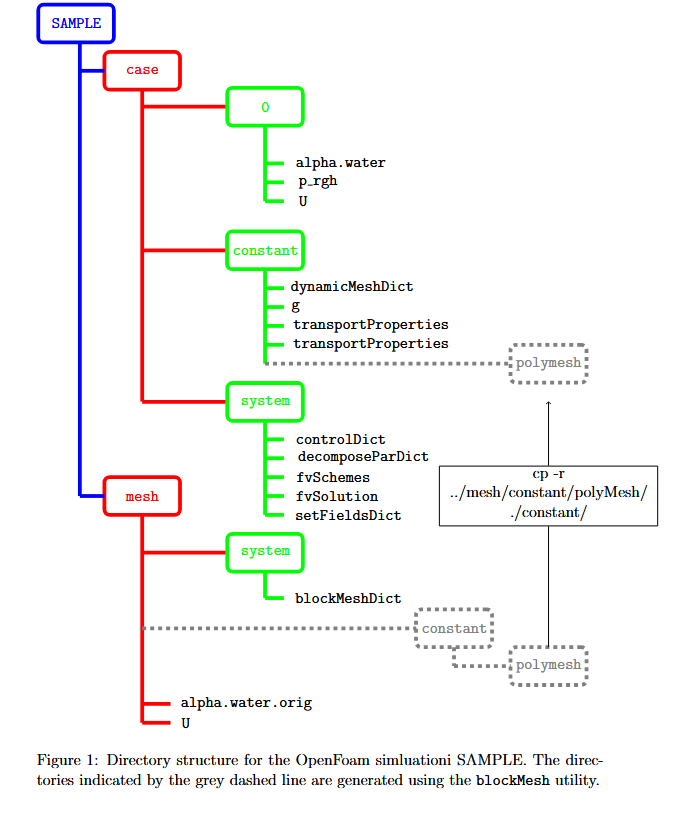 SAMPLE
case
0
alpha.water
p_rgh
U
constant
dynamicMeshDict
g
transportProperties
transportProperties
polymesh
system
controlDict
decomposeParDict
fvSchemes
fvSolution
setFieldsDict
cp -r
../mesh/constant/polyMesh/
./constant/
mesh
system
blockMeshDict
constant
polymesh
alpha.water.orig
U
Figure 1: Directory structure for the OpenFoam simluationi SAMPLE. The direc-
tories indicated by the grey dashed line are generated using the blockMesh utility.